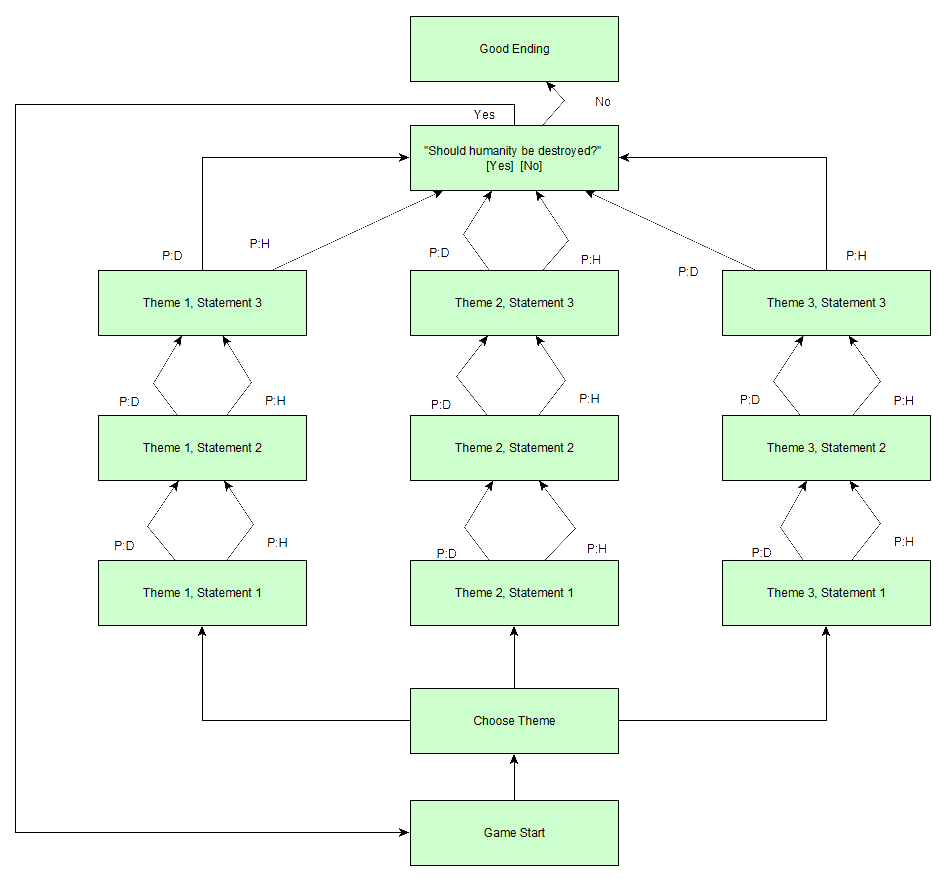 Good Ending
No
Yes
"Should humanity be destroyed?"
[Yes]  [No]
P:D
P:H
P:D
P:H
P:D
P:H
Theme 1, Statement 3
Theme 2, Statement 3
Theme 3, Statement 3
P:D
P:H
P:D
P:H
P:D
P:H
Theme 1, Statement 2
Theme 2, Statement 2
Theme 3, Statement 2
P:D
P:H
P:D
P:H
P:D
P:H
Theme 1, Statement 1
Theme 2, Statement 1
Theme 3, Statement 1
Choose Theme
Game Start